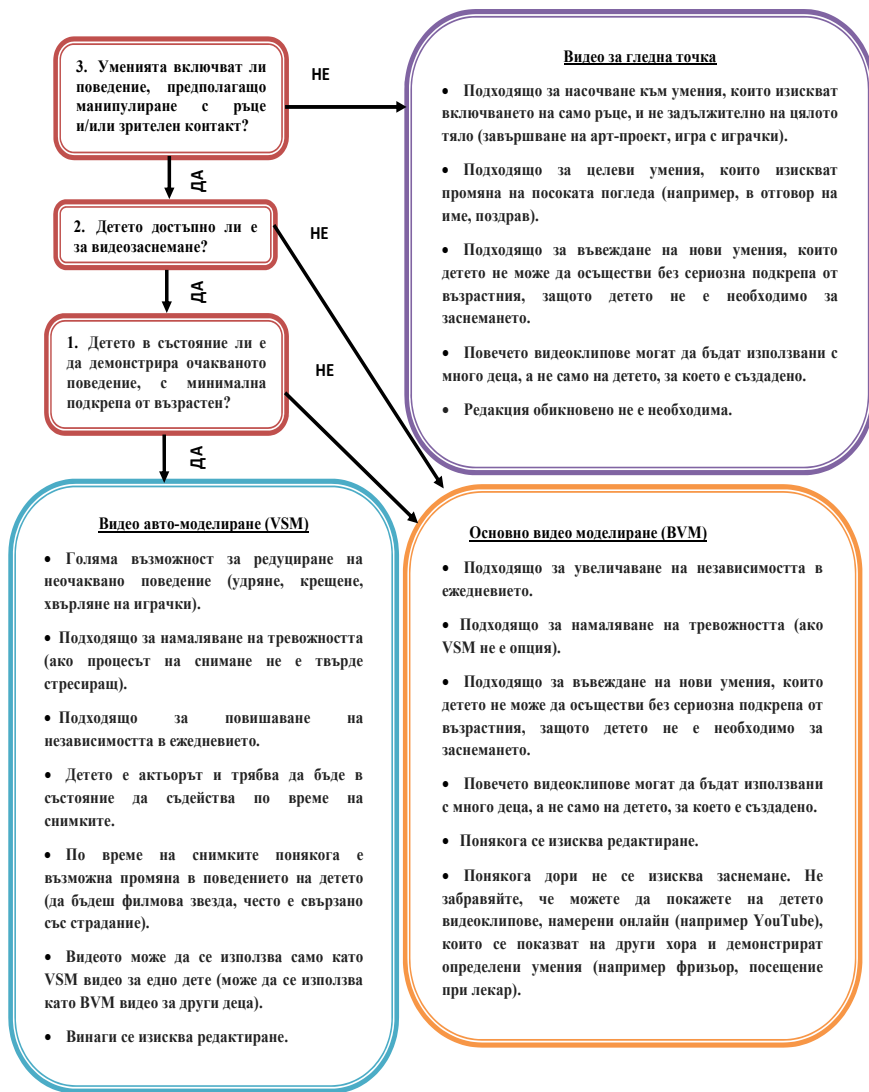 3. Уменията включват ли
поведение, предполагащо
манипулиране с ръце
и/или зрителен контакт?
НЕ
ДА
2. Детето достъпно ли е
за видеозаснемане?
НЕ
ДА
1. Детето в състояние ли е
да демонстрира очакваното
поведение, с минимална
подкрепа от възрастен?
НЕ
ДА
Видео за гледна точка
• Подходящо за насочване към умения, които изискват
включването на само ръце, и не задължително на цялото
тяло (завършване на арт-проект, игра с играчки).
• Подходящо за целеви умения, които изискват
промяна на посоката погледа (например, в отговор на
име, поздрав).
• Подходящо за въвеждане на нови умения, които
детето не може да осъществи без сериозна подкрепа от
възрастния, защото детето не е необходимо за
заснемането.
• Повечето видеоклипове могат да бъдат използвани с
много деца, а не само на детето, за което е създадено.
• Редакция обикновено не е необходима.
Видео авто-моделиране (VSM)
• Голяма възможност за редуциране на
неочаквано поведение (удряне, крещене,
хвърляне на играчки).
• Подходящо за намаляване на тревожността
(ако процесът на снимане не е твърде
стресиращ).
• Подходящо за повишаване на
независимостта в ежедневието.
• Детето е актьорът и трябва да бъде в
състояние да съдейства по време на
снимките.
• По време на снимките понякога е
възможна промяна в поведението на детето
(да бъдеш филмова звезда, често е свързано
със страдание).
• Видеото може да се използва само като
VSM видео за едно дете (може да се използва
като BVM видео за други деца).
• Винаги се изисква редактиране.
Основно видео моделиране (BVM)
• Подходящо за увеличаване на независимостта в
ежедневието.
• Подходящо за намаляване на тревожността (ако
VSM не е опция).
• Подходящо за въвеждане на нови умения, които
детето не може да осъществи без сериозна подкрепа от
възрастния, защото детето не е необходимо за
заснемането.
• Повечето видеоклипове могат да бъдат използвани
с много деца, а не само на детето, за което е създадено.
• Понякога се изисква редактиране.
• Понякога дори не се изисква заснемане. Не
забравяйте, че можете да покажете на детето
видеоклипове, намерени онлайн (например YouTube),
които се показват на други хора и демонстрират
определени умения (например фризьор, посещение
при лекар).